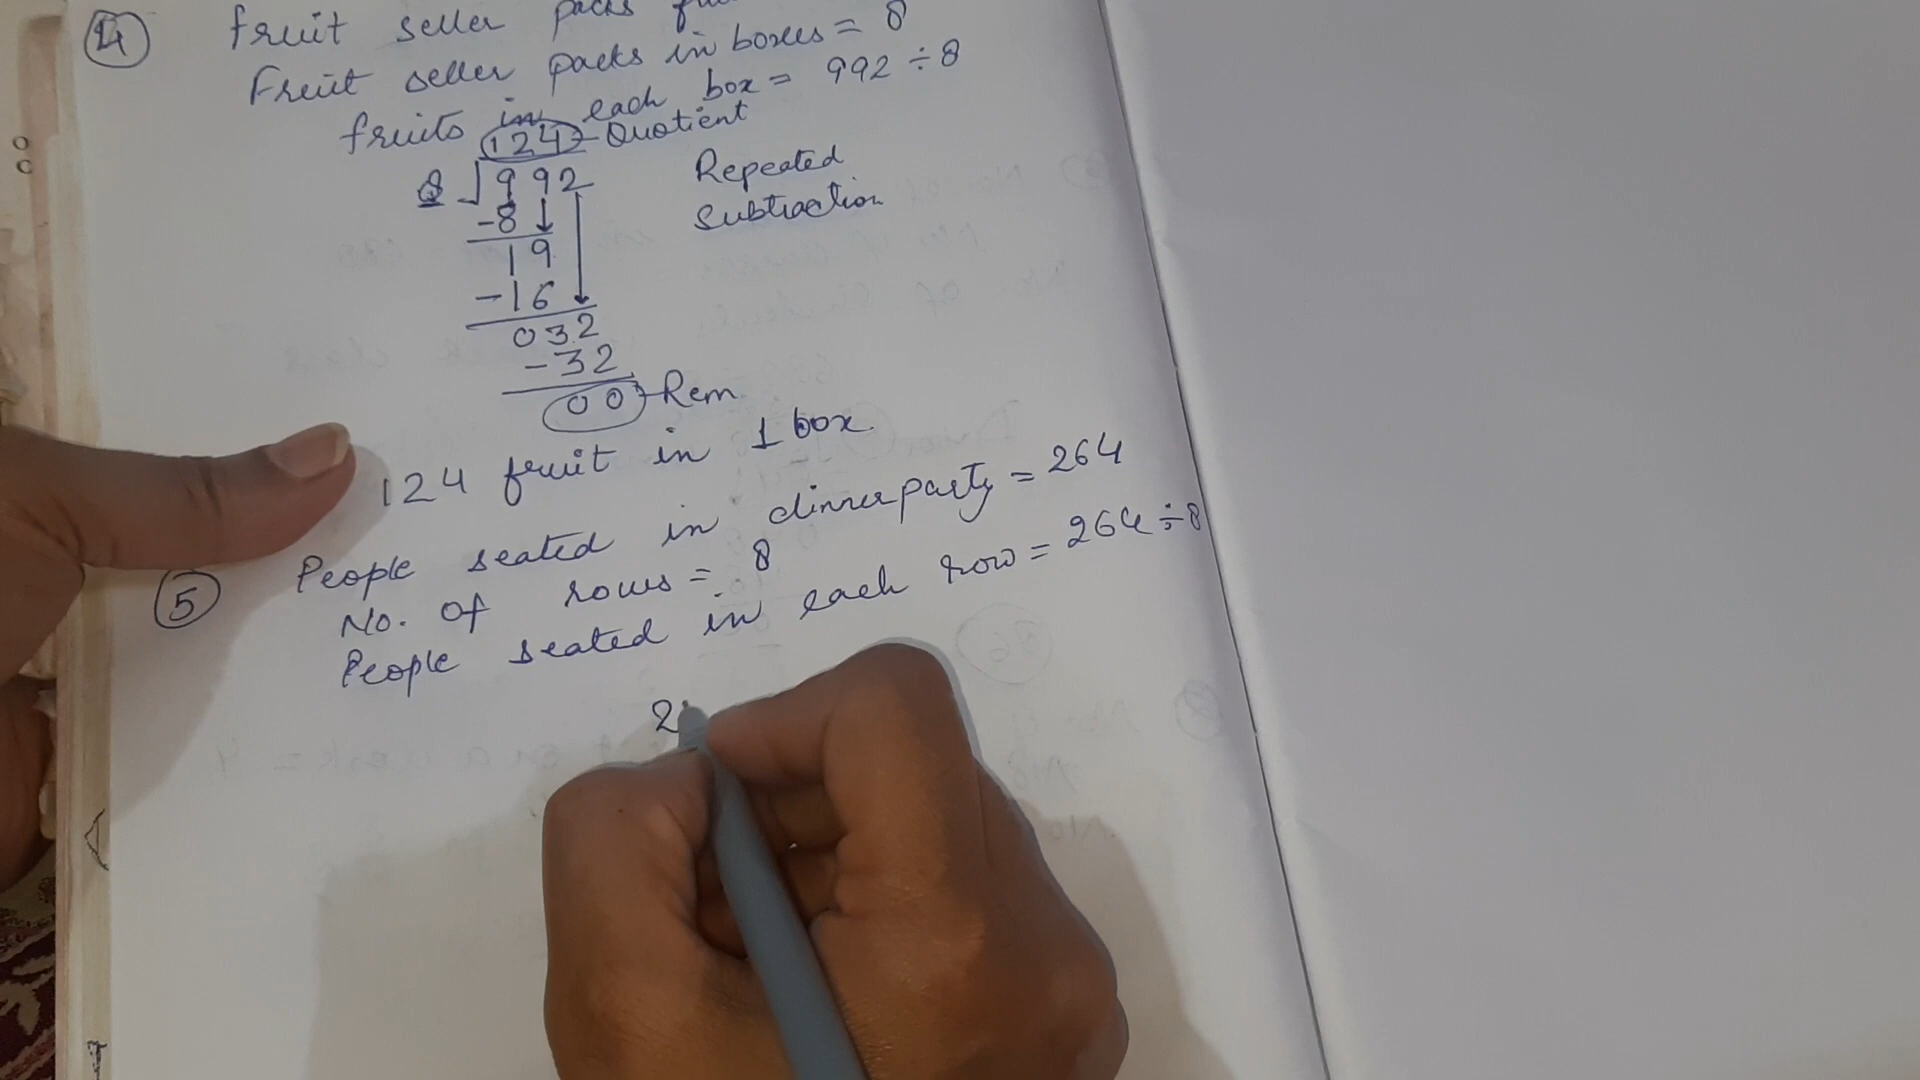 4 fruit seller packs
Fruit seller packs in boxes = 8
fruits in each box = 992 ÷ 8
124 - Quotient
8 √992
-8
19
-16
032
-32
00 - Rem
Repeated
Subtraction
124 fruit in 1 box.
5 People seated in dinner party = 264
No. of rows = 8
People seated in each row = 264 ÷ 8
2